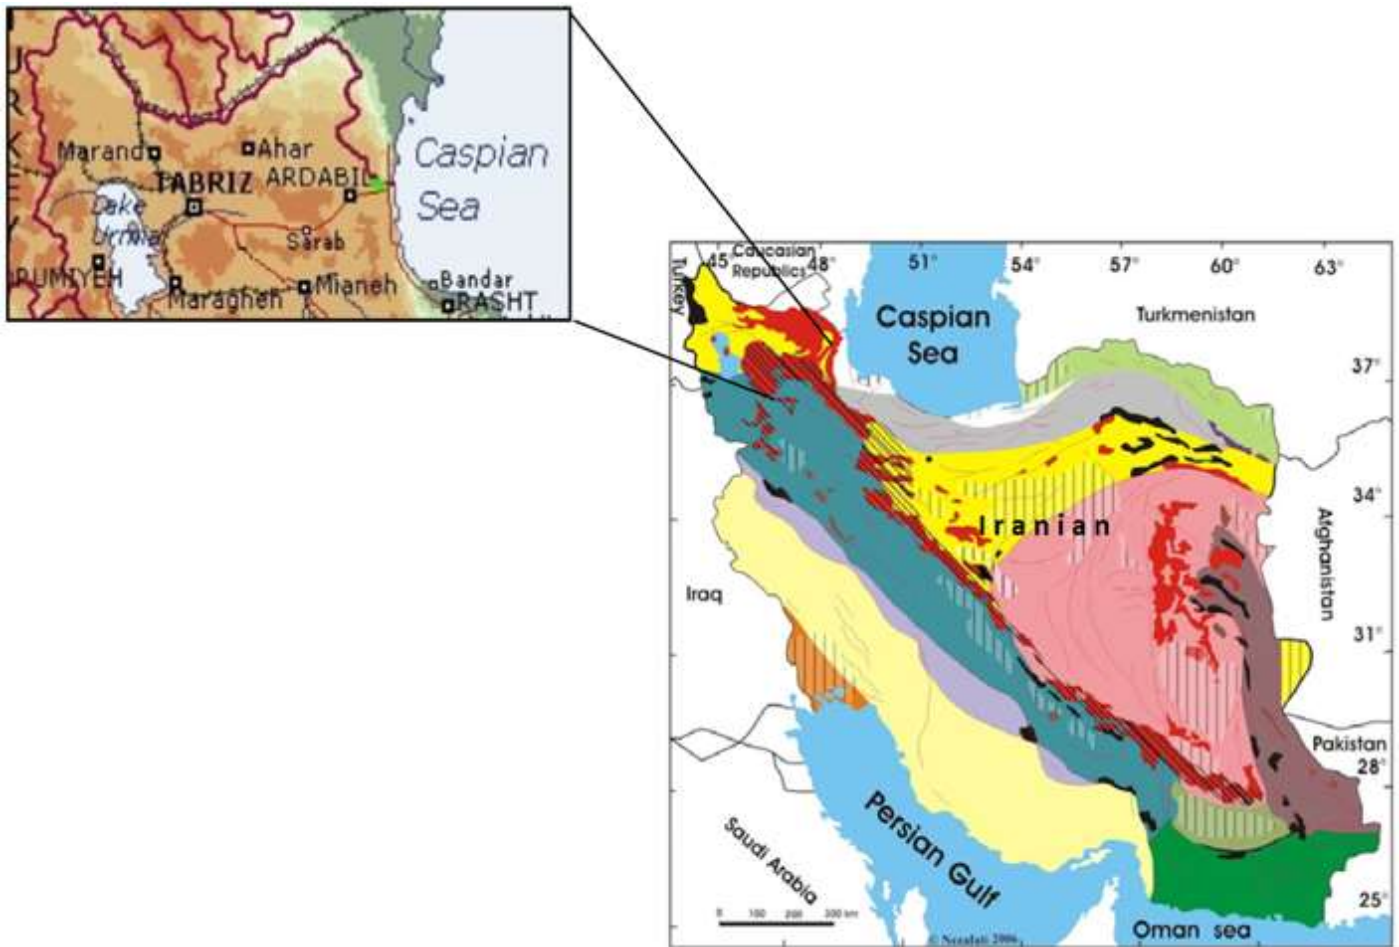 U
R
K
E
Y
Marand
Ahar
TABRIZ
ARDABIL
Lake
Urmia
Sarab
RUMIYEH
Maragheh
Mianeh
Bandar
RASHT
Caspian
Sea
45°
48°
51°
54°
57°
60°
63°
Caucasian
Republics
Turkey
Caspian
Sea
Turkmenistan
37°
34°
Iranian
Afghanistan
Iraq
31°
Pakistan
28°
Persian Gulf
Saudi Arabia
25°
0 100 200 300 km
Oman sea
© Nezafati 2006